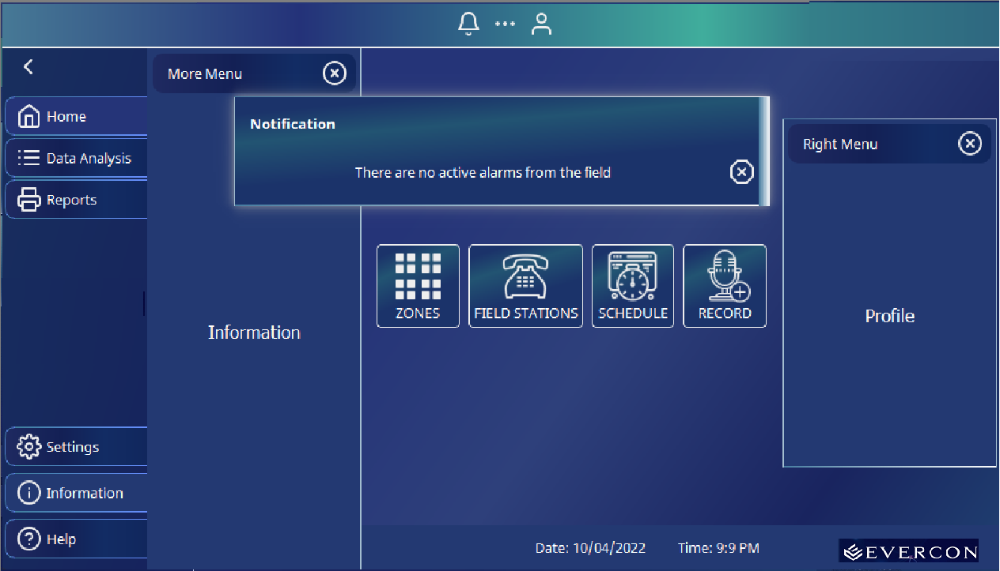 Home
Data Analysis
Reports
Settings
Information
Help
More Menu
Information
Notification
There are no active alarms from the field
ZONES
FIELD STATIONS
SCHEDULE
RECORD
Right Menu
Profile
Date: 10/04/2022 Time: 9:9 PM
EVERCON